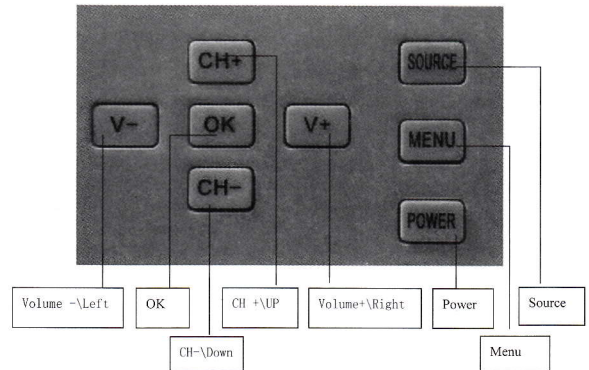 CH+
SOURCE
V-
OK
V+
MENU
CH-
POWER
Volume -\Left
OK
CH +\UP
Volume+\Right
Power
Source
CH-\Down
Menu